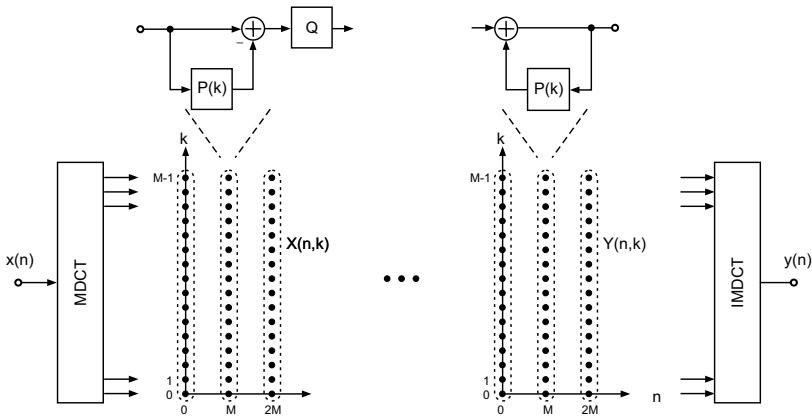 Q
P(k)
P(k)
k
k
M-1
M-1
x(n)
MDCT
X(n,k)
Y(n,k)
IMDCT
y(n)
1
0
1
0
n
0
M
2M
0
M
2M